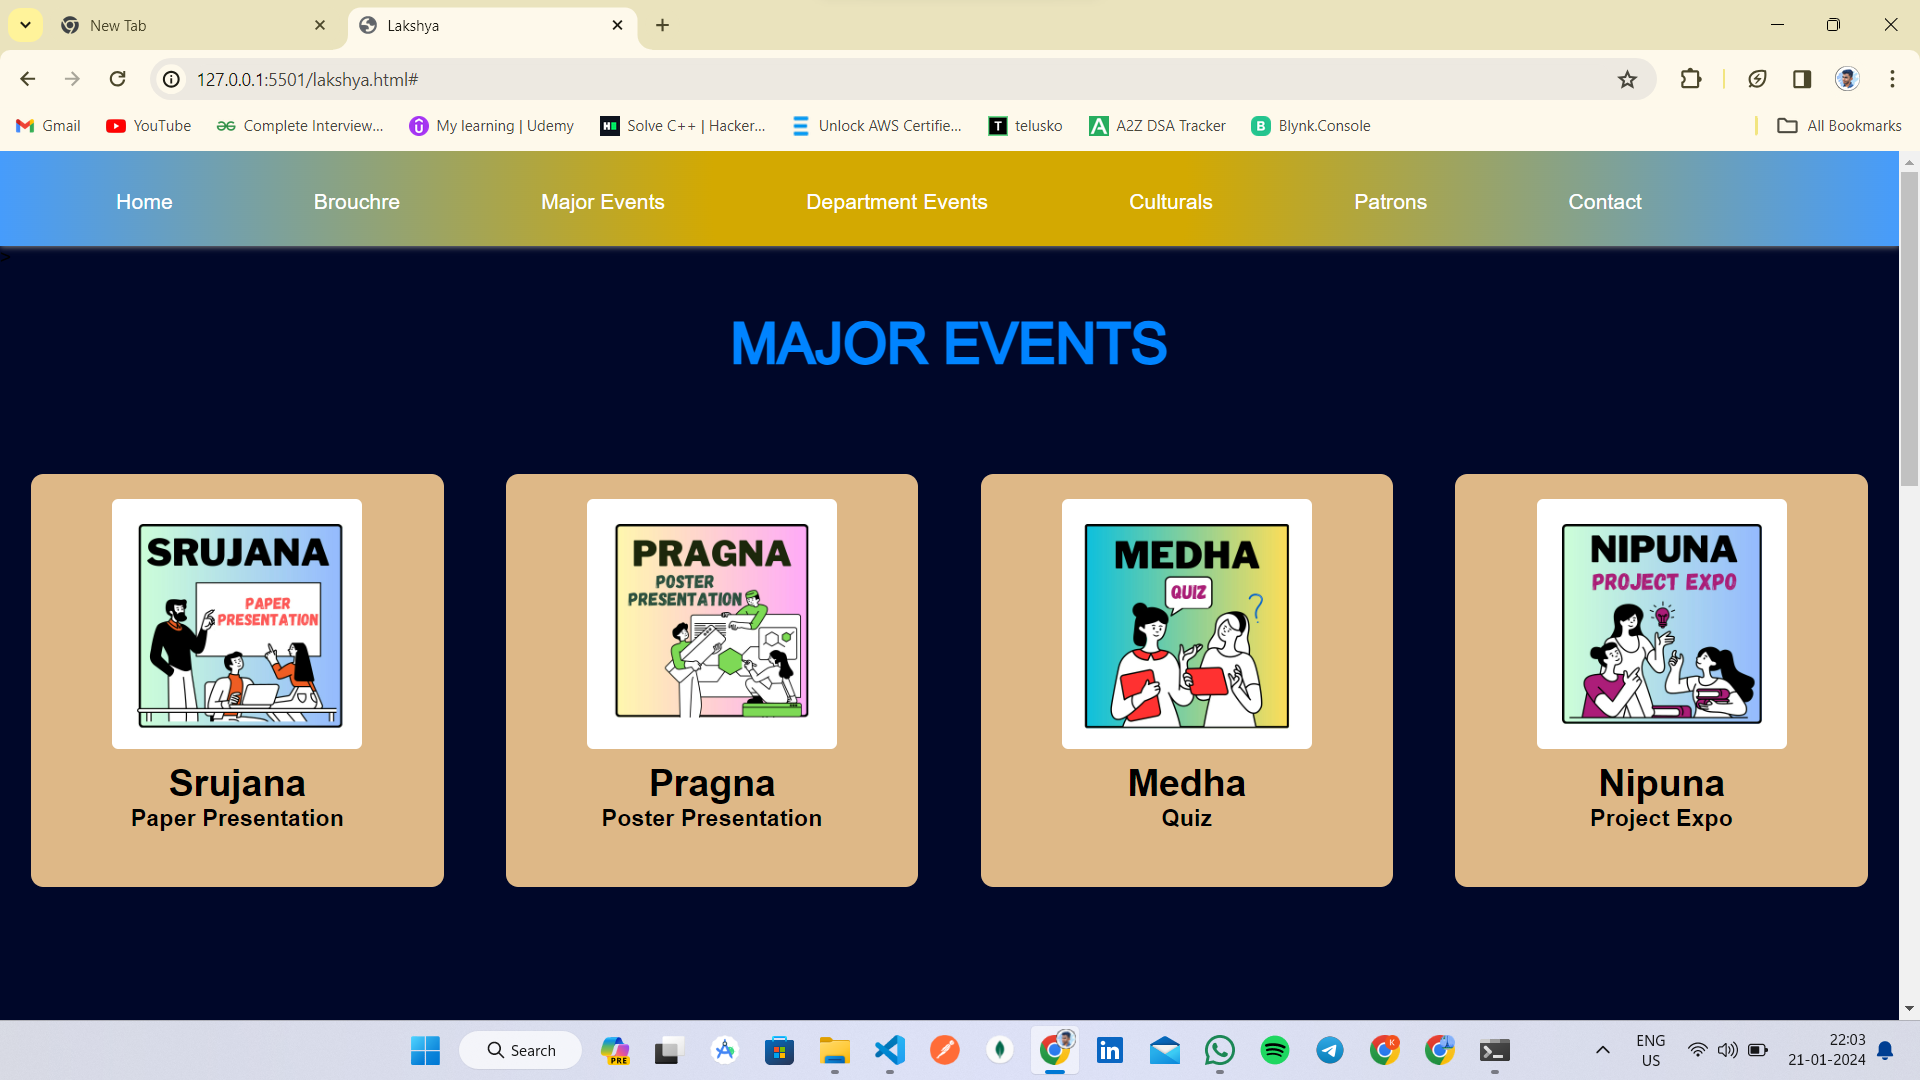 New Tab
Lakshya
127.0.0.1:5501/lakshya.html#
Gmail YouTube Complete Interview... My learning | Udemy Solve C++ | Hacker... Unlock AWS Certifie... telusko A2Z DSA Tracker Blynk.Console All Bookmarks
Home Brouchre Major Events Department Events Culturals Patrons Contact
>
MAJOR EVENTS
SRUJANA
PAPER
PRESENTATION
Srujana
Paper Presentation
PRAGNA
POSTER
PRESENTATION
Pragna
Poster Presentation
MEDHA
QUIZ
?
Medha
Quiz
NIPUNA
PROJECT EXPO
Nipuna
Project Expo
Search
PRE
ENG
US
22:03
21-01-2024